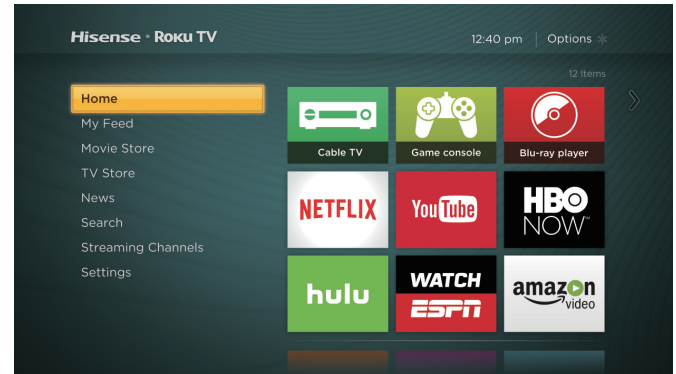 Hisense • Roku TV
12:40 pm | Options *
12 Items
Home
My Feed
Movie Store
TV Store
News
Search
Streaming Channels
Settings
Cable TV
Game console
Blu-ray player
NETFLIX
YouTube
HBO
NOW
hulu
WATCH
ESPN
amazon
video